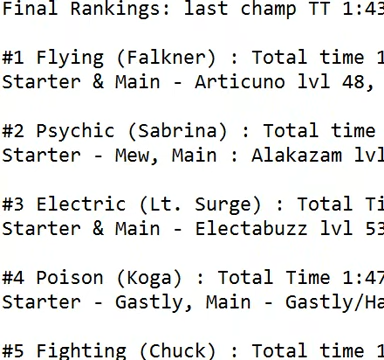 Final Rankings: last champ TT 1:43
#1 Flying (Falkner) : Total time 1
Starter & Main - Articuno lvl 48,
#2 Psychic (Sabrina) : Total time
Starter - Mew, Main : Alakazam lvl
#3 Electric (Lt. Surge) : Total Ti
Starter & Main - Electabuzz lvl 53
#4 Poison (Koga) : Total Time 1:47
Starter - Gastly, Main - Gastly/Ha
#5 Fighting (Chuck) : Total time 1